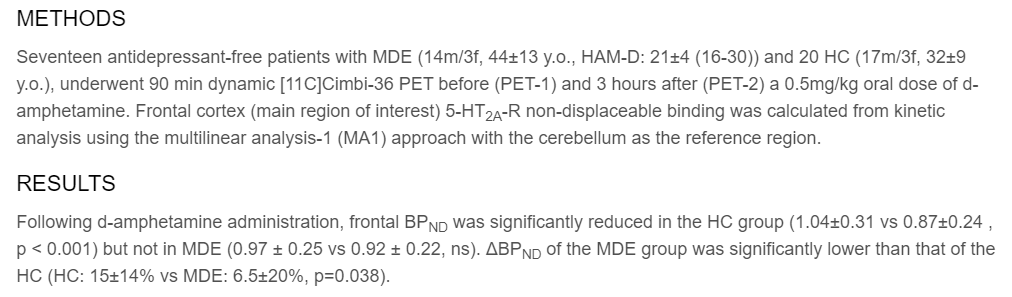 METHODS
Seventeen antidepressant-free patients with MDE (14m/3f, 44±13 y.o., HAM-D: 21±4 (16-30)) and 20 HC (17m/3f, 32±9
y.o.), underwent 90 min dynamic [11C]Cimbi-36 PET before (PET-1) and 3 hours after (PET-2) a 0.5mg/kg oral dose of d-
amphetamine. Frontal cortex (main region of interest) 5-HT2A-R non-displaceable binding was calculated from kinetic
analysis using the multilinear analysis-1 (MA1) approach with the cerebellum as the reference region.
RESULTS
Following d-amphetamine administration, frontal BPND was significantly reduced in the HC group (1.04±0.31 vs 0.87±0.24 ,
p < 0.001) but not in MDE (0.97 ± 0.25 vs 0.92 ± 0.22, ns). ΔBPND of the MDE group was significantly lower than that of the
HC (HC: 15±14% vs MDE: 6.5±20%, p=0.038).